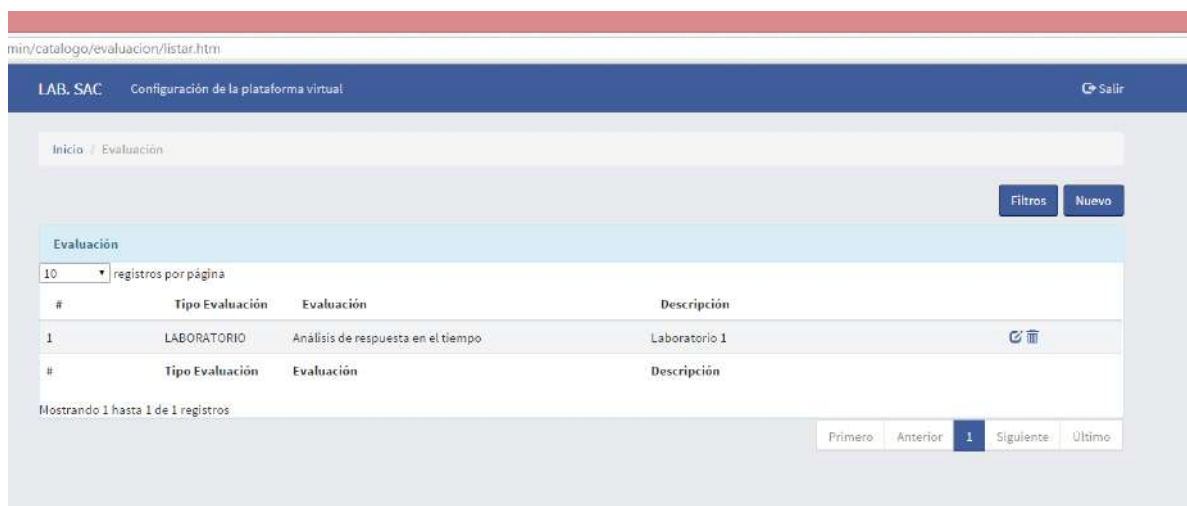 min/catalogo/evaluacion/listar.htm
LAB. SAC Configuración de la plataforma virtual Salir
Inicio / Evaluación
Filtros Nuevo
Evaluación
10 registros por página
# Tipo Evaluación Evaluación Descripción
1 LABORATORIO Análisis de respuesta en el tiempo Laboratorio 1
# Tipo Evaluación Evaluación Descripción
Mostrando 1 hasta 1 de 1 registros
Primero Anterior 1 Siguiente Último